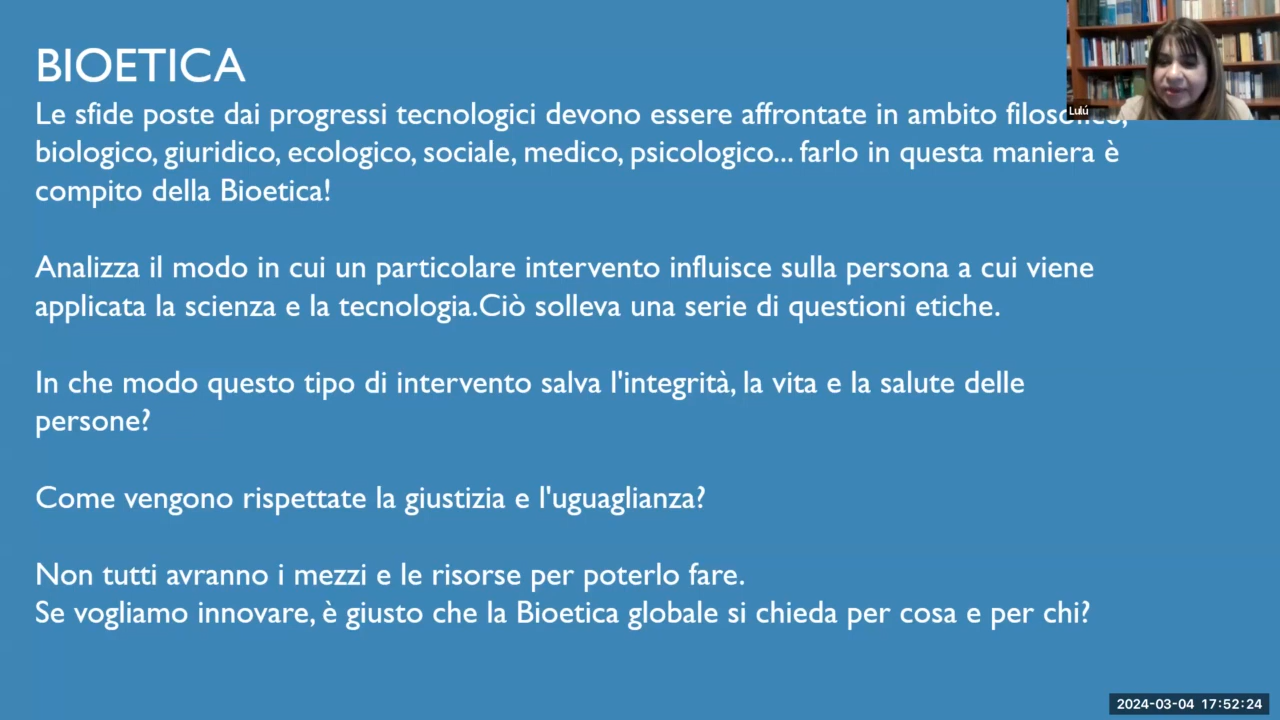 BIOETICA
Le sfide poste dai progressi tecnologici devono essere affrontate in ambito filosofico,
biologico, giuridico, ecologico, sociale, medico, psicologico... farlo in questa maniera è
compito della Bioetica!
Analizza il modo in cui un particolare intervento influisce sulla persona a cui viene
applicata la scienza e la tecnologia.Ciò solleva una serie di questioni etiche.
In che modo questo tipo di intervento salva l'integrità, la vita e la salute delle
persone?
Come vengono rispettate la giustizia e l'uguaglianza?
Non tutti avranno i mezzi e le risorse per poterlo fare.
Se vogliamo innovare, è giusto che la Bioetica globale si chieda per cosa e per chi?
Lulú
2024-03-04 17:52:24